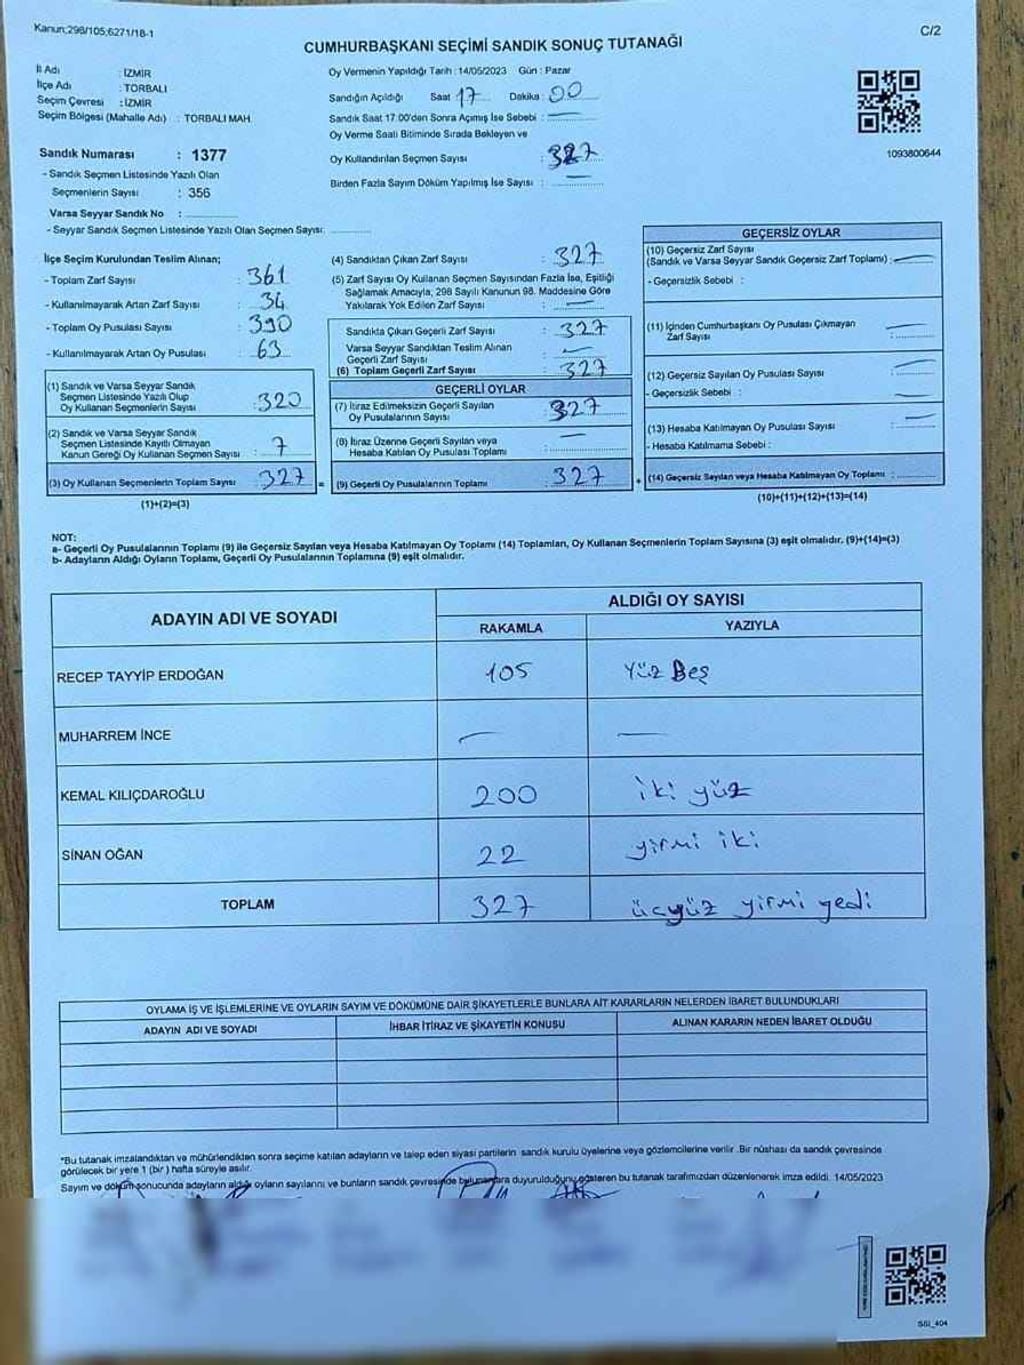 Kanun;298/105;6271/18-1
C/2
CUMHURBAŞKANI SEÇİMİ SANDIK SONUÇ TUTANAĞI
İl Adı : İZMİR
İlçe Adı : TORBALI
Seçim Çevresi : İZMİR
Seçim Bölgesi (Mahalle Adı) : TORBALI MAH.
Sandık Numarası : 1377
- Sandık Seçmen Listesinde Yazılı Olan
Seçmenlerin Sayısı : 356
Varsa Seyyar Sandık No :
- Seyyar Sandık Seçmen Listesinde Yazılı Olan Seçmen Sayısı:
Oy Vermenin Yapıldığı Tarih : 14/05/2023 Gün : Pazar
Sandığın Açıldığı Saat 17 Dakika : 00
Sandık Saat 17.00'den Sonra Açımış İse Sebebi : —
Oy Verme Saati Bitiminde Sırada Bekleyen ve
Oy Kullandırılan Seçmen Sayısı : 327
Birden Fazla Sayım Döküm Yapılmış İse Sayısı : —
1093800644
İlçe Seçim Kurulundan Teslim Alınan;
- Toplam Zarf Sayısı : 361
- Kullanılmayarak Artan Zarf Sayısı : 34
- Toplam Oy Pusulası Sayısı : 390
- Kullanılmayarak Artan Oy Pusulası : 63
(1) Sandık ve Varsa Seyyar Sandık
Seçmen Listesinde Yazılı Olup
Oy Kullanan Seçmenlerin Sayısı : 320
(2) Sandık ve Varsa Seyyar Sandık
Seçmen Listesinde Kayıtlı Olmayan
Kanun Gereği Oy Kullanan Seçmen Sayısı : 7
(3) Oy Kullanan Seçmenlerin Toplam Sayısı : 327
(1)+(2)=(3)
(4) Sandıktan Çıkan Zarf Sayısı : 327
(5) Zarf Sayısı Oy Kullanan Seçmen Sayısından Fazla İse, Eşitliği
Sağlamak Amacıyla; 298 Sayılı Kanunun 98. Maddesine Göre
Yakılarak Yok Edilen Zarf Sayısı : —
Sandıkta Çıkan Geçerli Zarf Sayısı : 327
Varsa Seyyar Sandıktan Teslim Alınan
Geçerli Zarf Sayısı : —
(6) Toplam Geçerli Zarf Sayısı : 327
GEÇERLİ OYLAR
(7) İtiraz Edilmeksizin Geçerli Sayılan
Oy Pusulalarının Sayısı : 327
(8) İtiraz Üzerine Geçerli Sayılan veya
Hesaba Katılan Oy Pusulası Toplamı : —
= (9) Geçerli Oy Pusulalarının Toplamı : 327
GEÇERSİZ OYLAR
(10) Geçersiz Zarf Sayısı
(Sandık ve Varsa Seyyar Sandık Geçersiz Zarf Toplamı) : —
- Geçersizlik Sebebi :
(11) İçinden Cumhurbaşkanı Oy Pusulası Çıkmayan
Zarf Sayısı : —
(12) Geçersiz Sayılan Oy Pusulası Sayısı : —
- Geçersizlik Sebebi :
(13) Hesaba Katılmayan Oy Pusulası Sayısı : —
- Hesaba Katılmama Sebebi :
+ (14) Geçersiz Sayılan veya Hesaba Katılmayan Oy Toplamı :
(10)+(11)+(12)+(13)=(14)
NOT:
a- Geçerli Oy Pusulalarının Toplamı (9) ile Geçersiz Sayılan veya Hesaba Katılmayan Oy Toplamı (14) Toplamları, Oy Kullanan Seçmenlerin Toplam Sayısına (3) eşit olmalıdır. (9)+(14)=(3)
b- Adayların Aldığı Oyların Toplamı, Geçerli Oy Pusulalarının Toplamına (9) eşit olmalıdır.
ADAYIN ADI VE SOYADI
ALDIĞI OY SAYISI
RAKAMLA YAZIYLA
RECEP TAYYİP ERDOĞAN 105 Yüz Beş
MUHARREM İNCE — —
KEMAL KILIÇDAROĞLU 200 iki yüz
SİNAN OĞAN 22 yirmi iki
TOPLAM 327 üçyüz yirmi yedi
OYLAMA İŞ VE İŞLEMLERİNE VE OYLARIN SAYIM VE DÖKÜMÜNE DAİR ŞİKAYETLERLE BUNLARA AİT KARARLARIN NELERDEN İBARET BULUNDUKLARI
ADAYIN ADI VE SOYADI İHBAR İTİRAZ VE ŞİKAYETİN KONUSU ALINAN KARARIN NEDEN İBARET OLDUĞU
*Bu tutanak imzalandıktan ve mühürlendikten sonra seçime katılan adayların ve talep eden siyasi partilerin sandık kurulu üyelerine veya gözlemcilerine verilir .Bir nüshası da sandık çevresinde
görülecek bir yere 1 (bir ) hafta süreyle asılır.
Sayım ve döküm sonucunda adayların aldığı oyların sayılarını ve bunların sandık çevresinde bulunanlara duyurulduğunu gösteren bu tutanak tarafımızdan düzenlenerek imza edildi. 14/05/2023
SSI_404